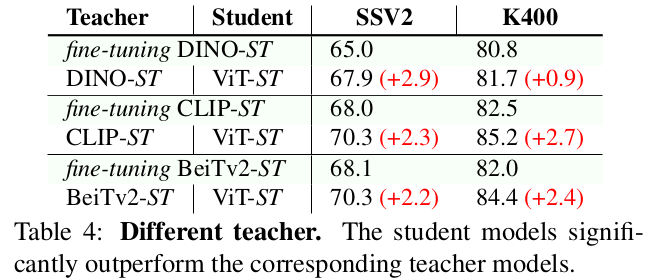 Teacher Student SSV2 K400
fine-tuning DINO-ST 65.0 80.8
DINO-ST ViT-ST 67.9 (+2.9) 81.7 (+0.9)
fine-tuning CLIP-ST 68.0 82.5
CLIP-ST ViT-ST 70.3 (+2.3) 85.2 (+2.7)
fine-tuning BeiTv2-ST 68.1 82.0
BeiTv2-ST ViT-ST 70.3 (+2.2) 84.4 (+2.4)
Table 4: Different teacher. The student models signifi-
cantly outperform the corresponding teacher models.